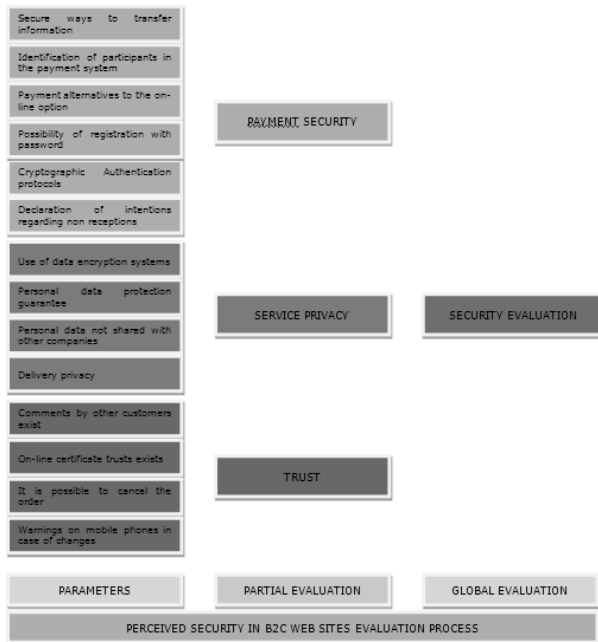 Secure ways to transfer
information
Identification of participants in
the payment system
Payment alternatives to the on-
line option
Possibility of registration with
password
Cryptographic Authentication
protocols
Declaration of intentions
regarding non receptions
PAYMENT SECURITY
Use of data encryption systems
Personal data protection
guarantee
Personal data not shared with
other companies
Delivery privacy
SERVICE PRIVACY
SECURITY EVALUATION
Comments by other customers
exist
On-line certificate trusts exists
It is possible to cancel the
order
Warnings on mobile phones in
case of changes
TRUST
PARAMETERS
PARTIAL EVALUATION
GLOBAL EVALUATION
PERCEIVED SECURITY IN B2C WEB SITES EVALUATION PROCESS